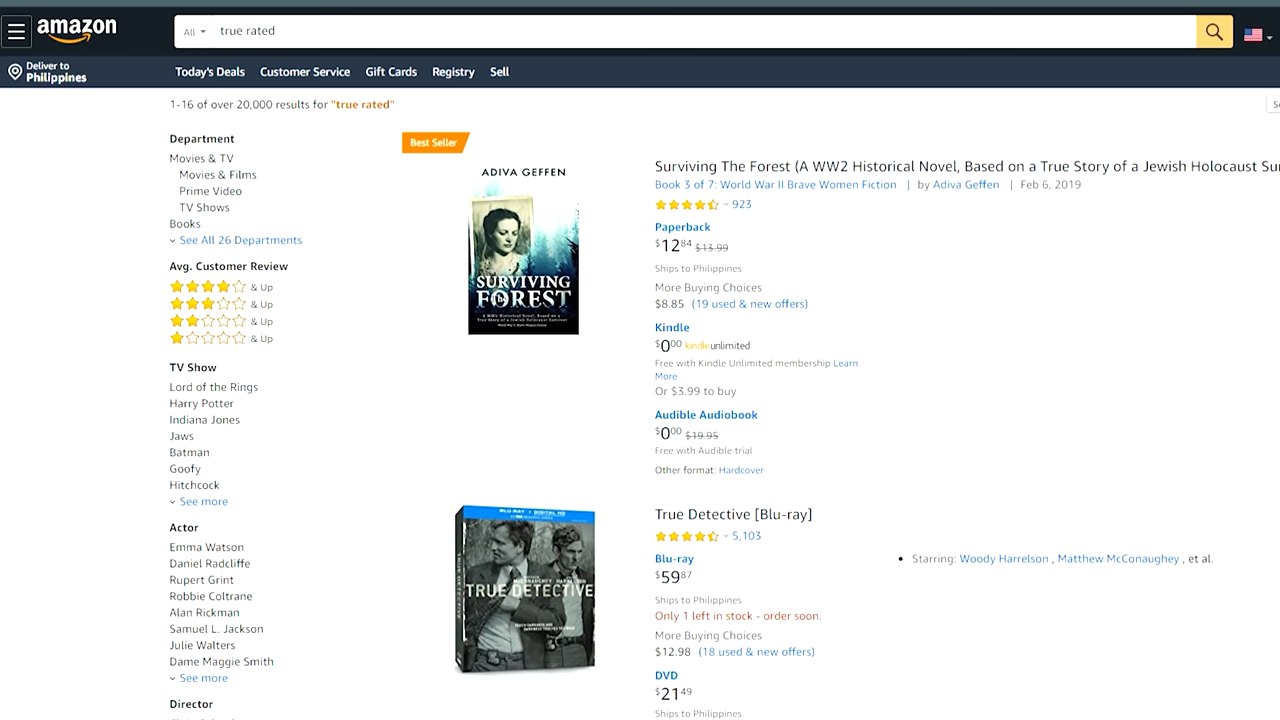 amazon
All
true rated
Deliver to
Philippines
Today's Deals
Customer Service
Gift Cards
Registry
Sell
1-16 of over 20,000 results for "true rated"
Department
Movies & TV
Movies & Films
Prime Video
TV Shows
Books
See All 26 Departments
Avg. Customer Review
& Up
& Up
& Up
& Up
TV Show
Lord of the Rings
Harry Potter
Indiana Jones
Jaws
Batman
Goofy
Hitchcock
See more
Actor
Emma Watson
Daniel Radcliffe
Rupert Grint
Robbie Coltrane
Alan Rickman
Samuel L. Jackson
Julie Walters
Dame Maggie Smith
See more
Director
Best Seller
ADIVA GEFFEN
SURVIVING
The FOREST
Surviving The Forest (A WW2 Historical Novel, Based on a True Story of a Jewish Holocaust Su
Book 3 of 7: World War II Brave Women Fiction | by Adiva Geffen | Feb 6, 2019
923
Paperback
$12 84 $13.99
Ships to Philippines
More Buying Choices
$8.85 (19 used & new offers)
Kindle
$0 00 kindleunlimited
Free with Kindle Unlimited membership Learn
More
Or $3.99 to buy
Audible Audiobook
$0 00 $19.95
Free with Audible trial
Other format: Hardcover
BLU-RAY + DIGITAL HD
McCONAUGHEY HARRELSON
TRUE DETECTIVE
True Detective [Blu-ray]
5,103
Blu-ray
$59 87
Ships to Philippines
Only 1 left in stock - order soon.
More Buying Choices
$12.98 (18 used & new offers)
DVD
$21 49
Ships to Philippines
Starring: Woody Harrelson , Matthew McConaughey , et al.